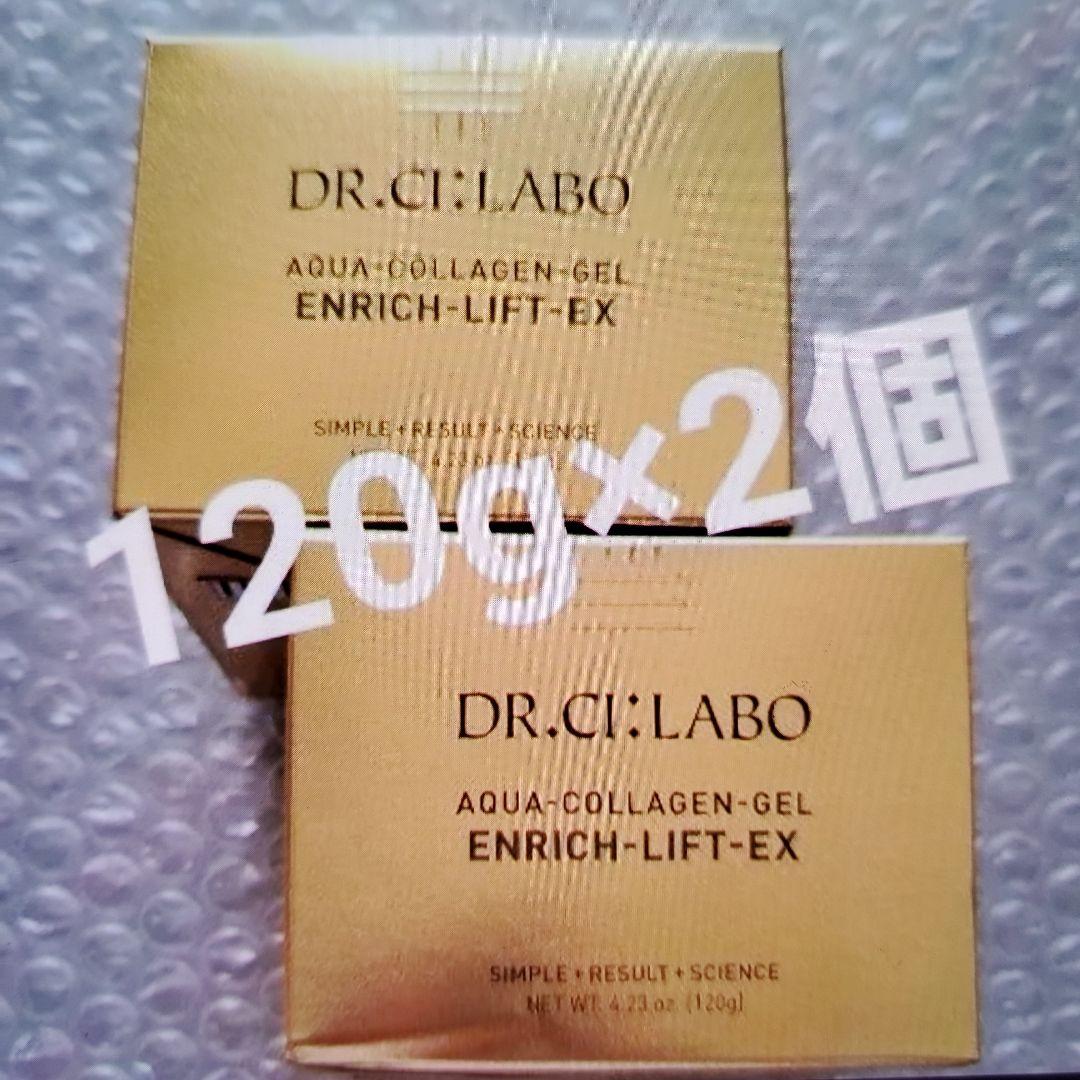 DR.CI:LABO
AQUA-COLLAGEN-GEL
ENRICH-LIFT-EX
SIMPLE + RESULT + SCIENCE
120g×2個
DR.CI:LABO
AQUA-COLLAGEN-GEL
ENRICH-LIFT-EX
SIMPLE + RESULT + SCIENCE
NET WT. 4.23 oz. (120g)